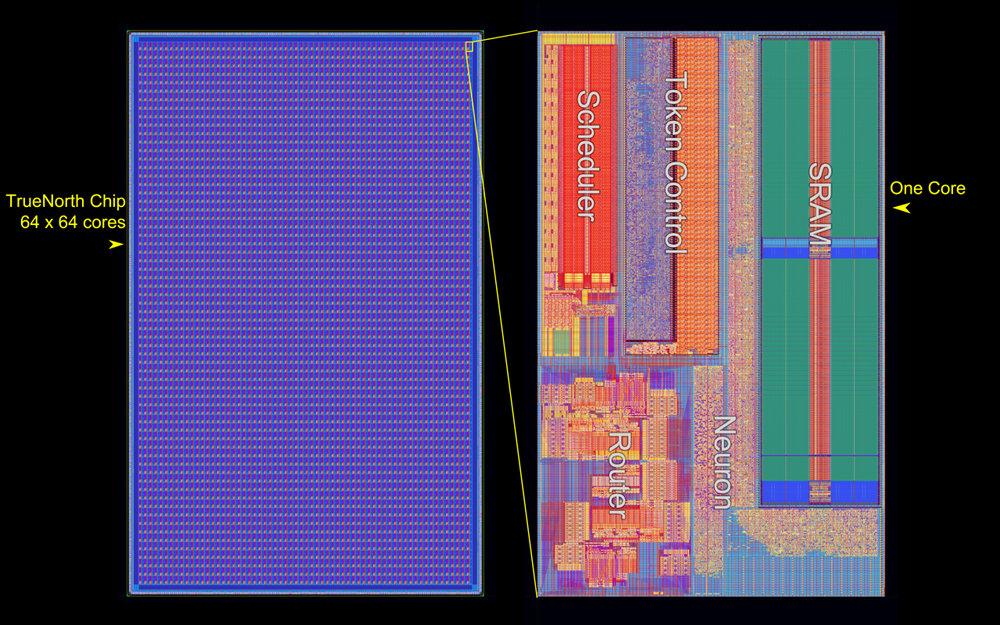 TrueNorth Chip
64 x 64 cores
Scheduler
Token Control
SRAM
One Core
Router
Neuron